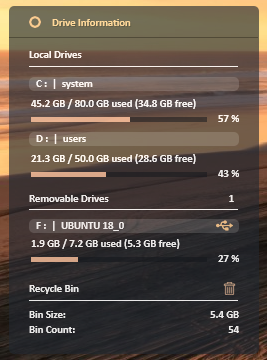 Drive Information
Local Drives
C : | system
45.2 GB / 80.0 GB used (34.8 GB free)
57 %
D : | users
21.3 GB / 50.0 GB used (28.6 GB free)
43 %
Removable Drives 1
F : | UBUNTU 18_0
1.9 GB / 7.2 GB used (5.3 GB free)
27 %
Recycle Bin
Bin Size: 5.4 GB
Bin Count: 54